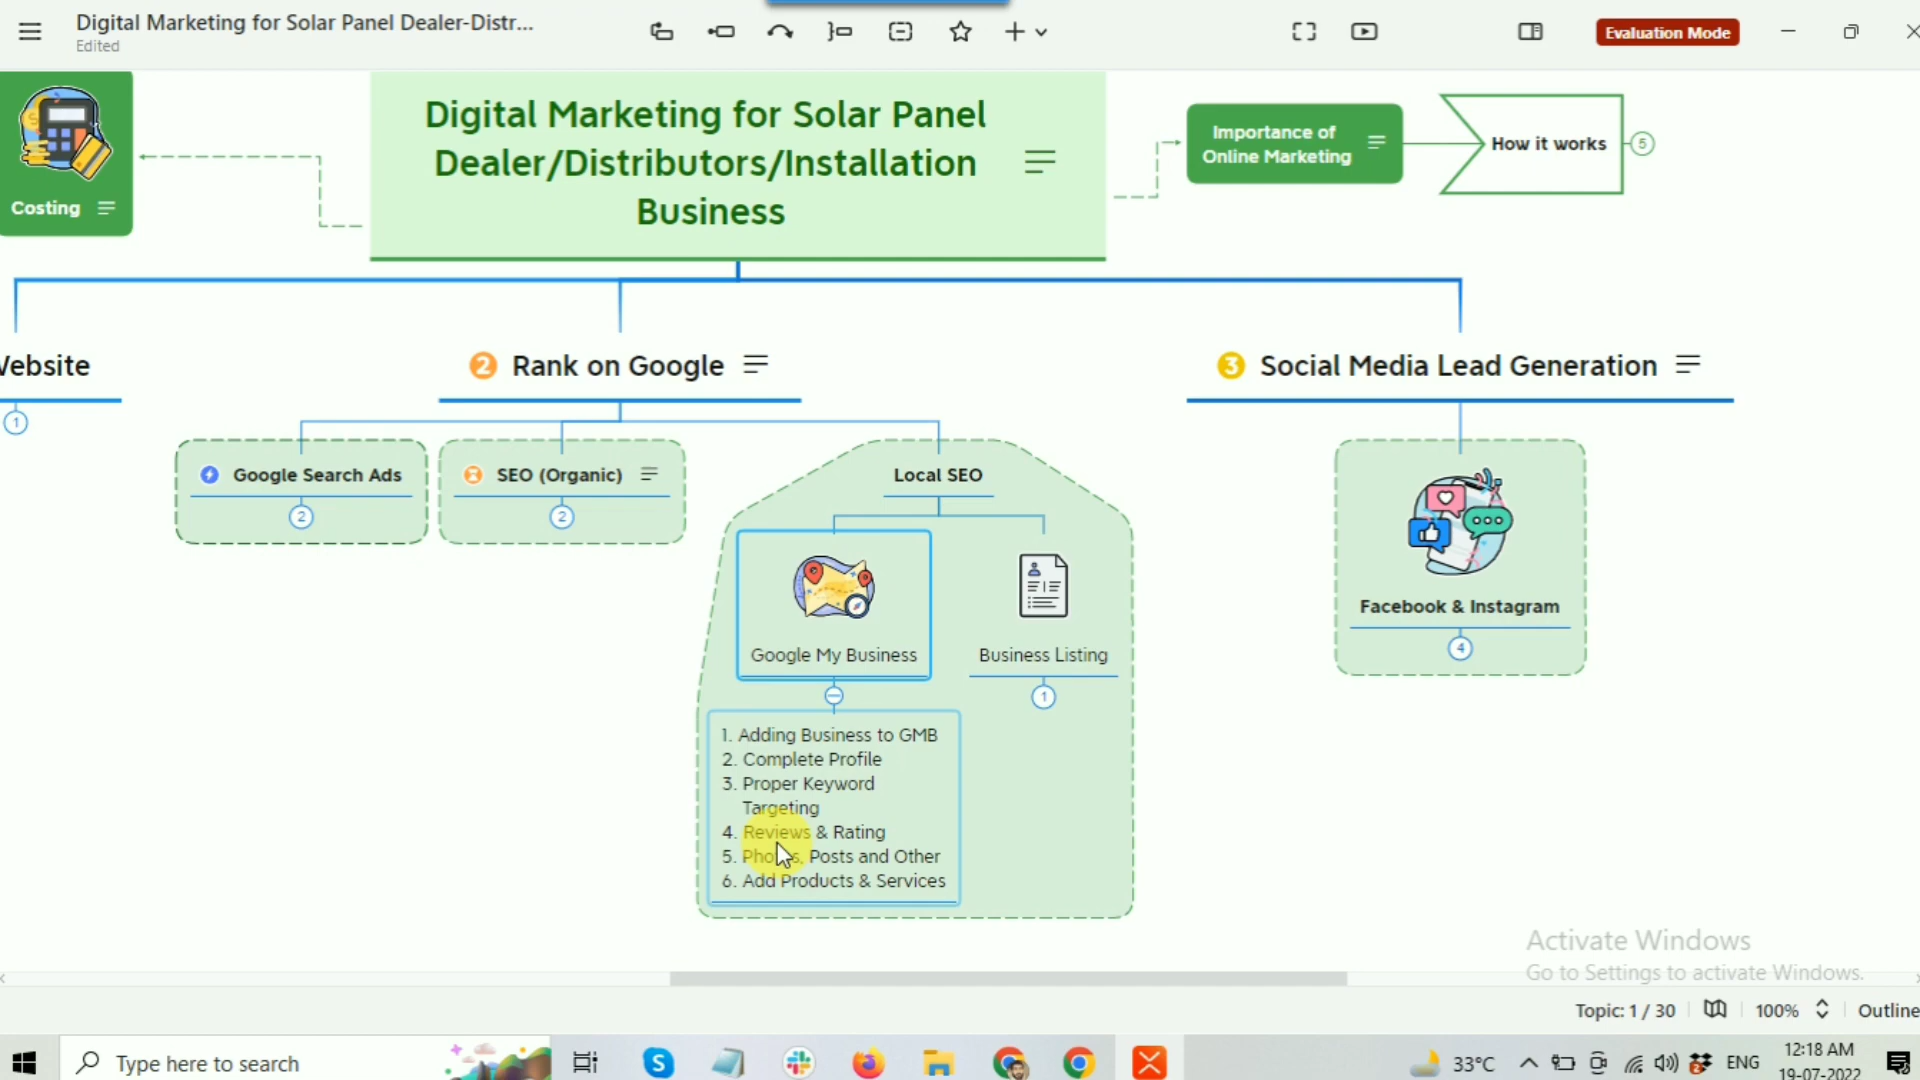 Digital Marketing for Solar Panel Dealer-Distr...
Edited
Evaluation Mode
Costing
Digital Marketing for Solar Panel
Dealer/Distributors/Installation
Business
Importance of
Online Marketing
How it works
5
Website
1
2 Rank on Google
3 Social Media Lead Generation
Google Search Ads
2
SEO (Organic)
2
Local SEO
Google My Business
Business Listing
1
Facebook & Instagram
4
1. Adding Business to GMB
2. Complete Profile
3. Proper Keyword
Targeting
4. Reviews & Rating
5. Photos, Posts and Other
6. Add Products & Services
Activate Windows
Go to Settings to activate Windows.
Topic: 1 / 30
100%
Outline
Type here to search
33°C
ENG
12:18 AM
19-07-2022